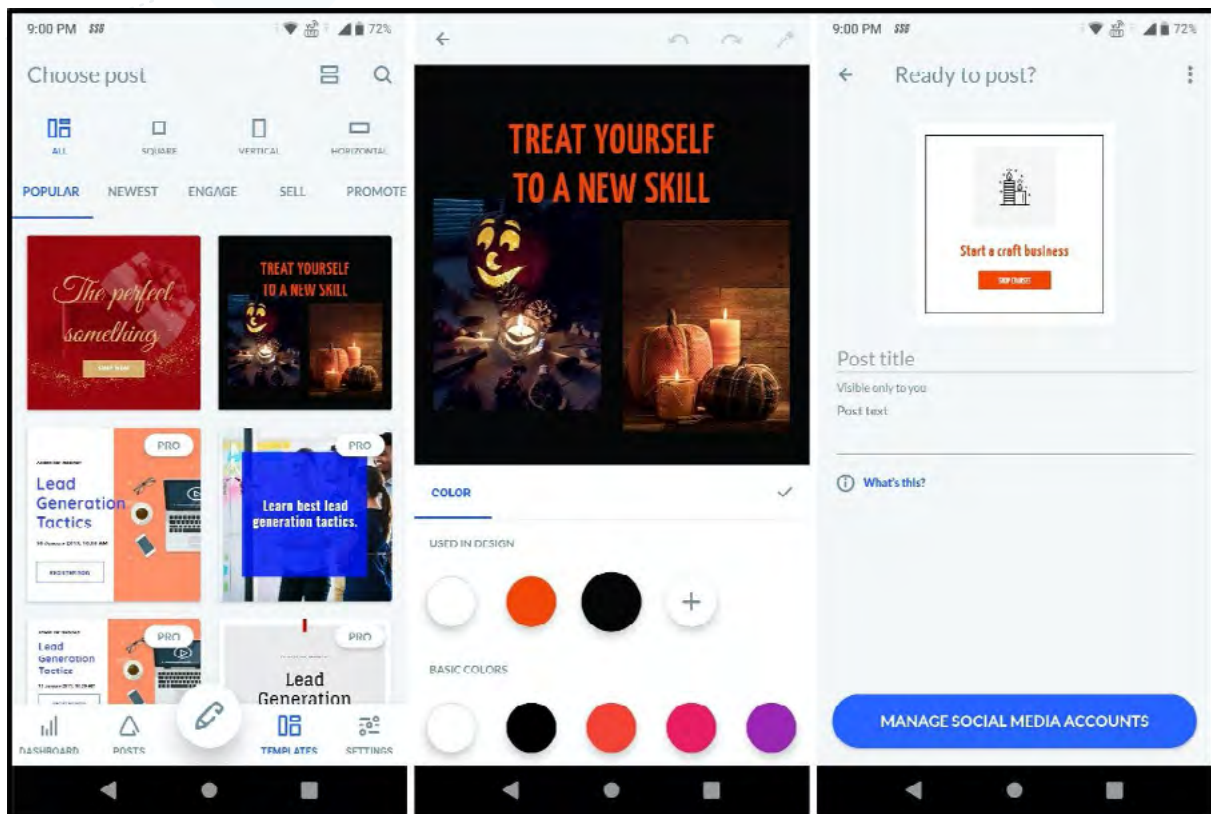 9:00 PM
72%
Choose post
ALL
SQUARE
VERTICAL
HORIZONTAL
POPULAR NEWEST ENGAGE SELL PROMOTE
The perfect
something
SHOP NOW
TREAT YOURSELF
TO A NEW SKILL
PRO
Lead
Generation
Tactics
REGISTER NOW
PRO
Learn best lead
generation tactics.
PRO
Lead
Generation
Tactics
PRO
Lead
Generation
DASHBOARD
POSTS
TEMPLATES
SETTINGS
TREAT YOURSELF
TO A NEW SKILL
COLOR
USED IN DESIGN
BASIC COLORS
9:00 PM
72%
Ready to post?
Start a craft business
Post title
Visible only to you
Post text
What's this?
MANAGE SOCIAL MEDIA ACCOUNTS